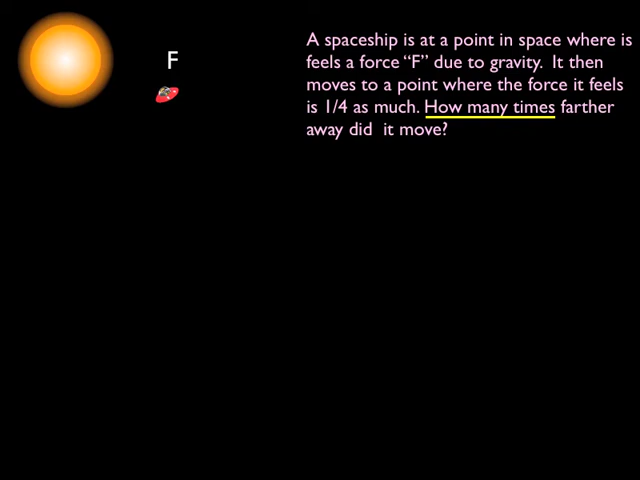 F
A spaceship is at a point in space where is
feels a force “F” due to gravity. It then
moves to a point where the force it feels
is 1/4 as much. How many times farther
away did it move?